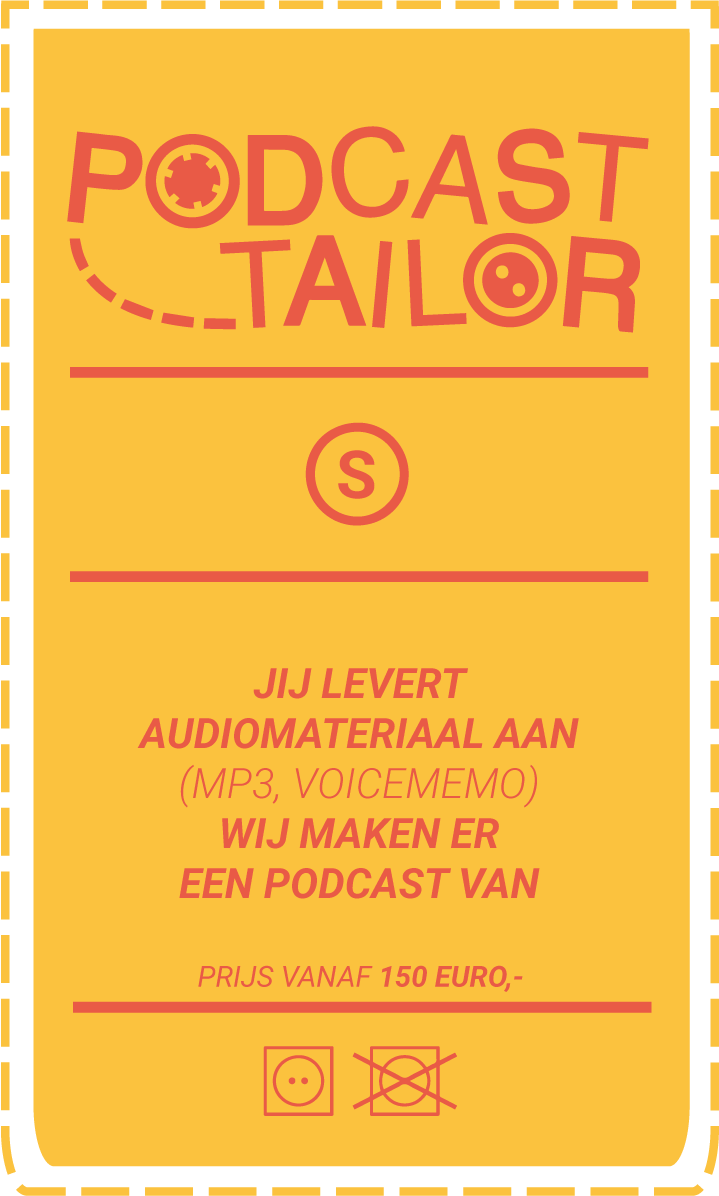 PODCAST
TAILOR
S
JIJ LEVERT
AUDIOMATERIAAL AAN
(MP3, VOICEMEMO)
WIJ MAKEN ER
EEN PODCAST VAN
PRIJS VANAF 150 EURO,-